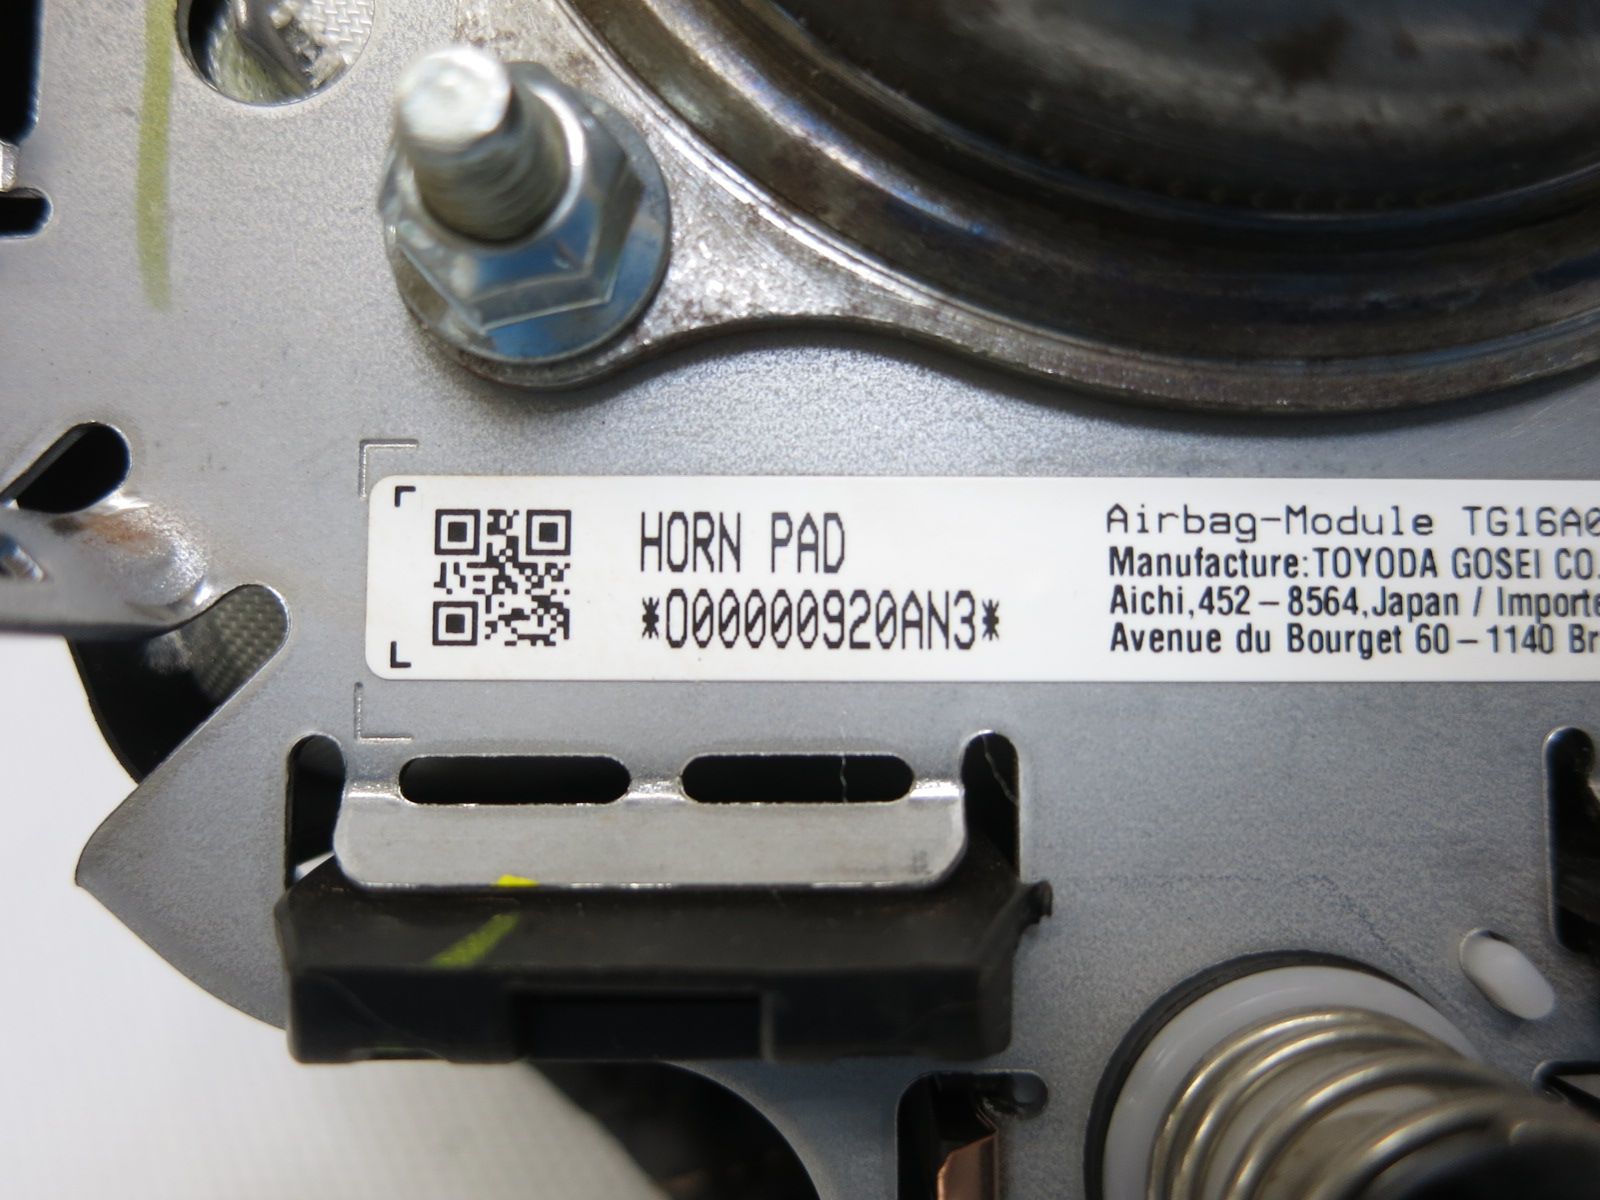 HORN PAD
*000000920AN3*
Airbag-Module TG16A0
Manufacture:TOYODA GOSEI CO.
Aichi,452-8564,Japan / Importe
Avenue du Bourget 60-1140 Br